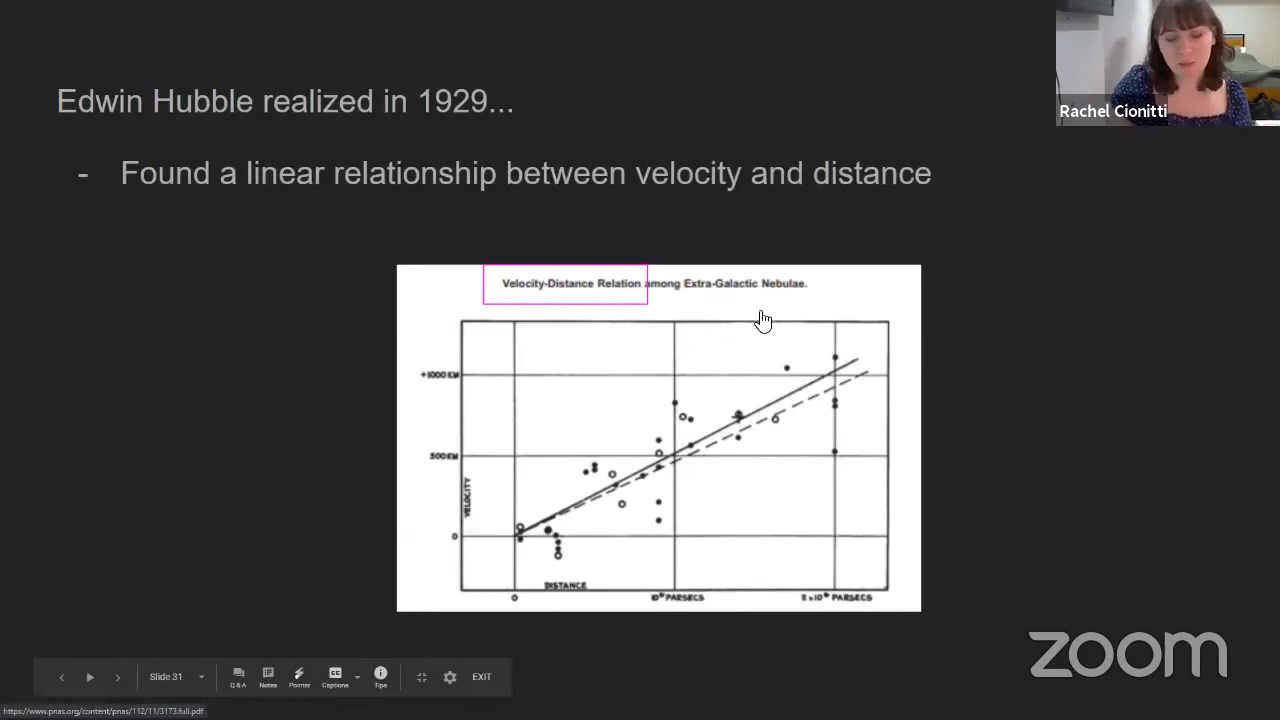 Edwin Hubble realized in 1929...
- Found a linear relationship between velocity and distance
Rachel Cionitti
Velocity-Distance Relation among Extra-Galactic Nebulae.
+1000 KM
500 KM
0
VELOCITY
DISTANCE
0
10⁶ PARSECS
2×10⁶ PARSECS
zoom
Slide 31
Q & A
Notes
Pointer
CC
Captions
Tips
EXIT
https://www.pnas.org/content/pnas/112/11/3173.full.pdf